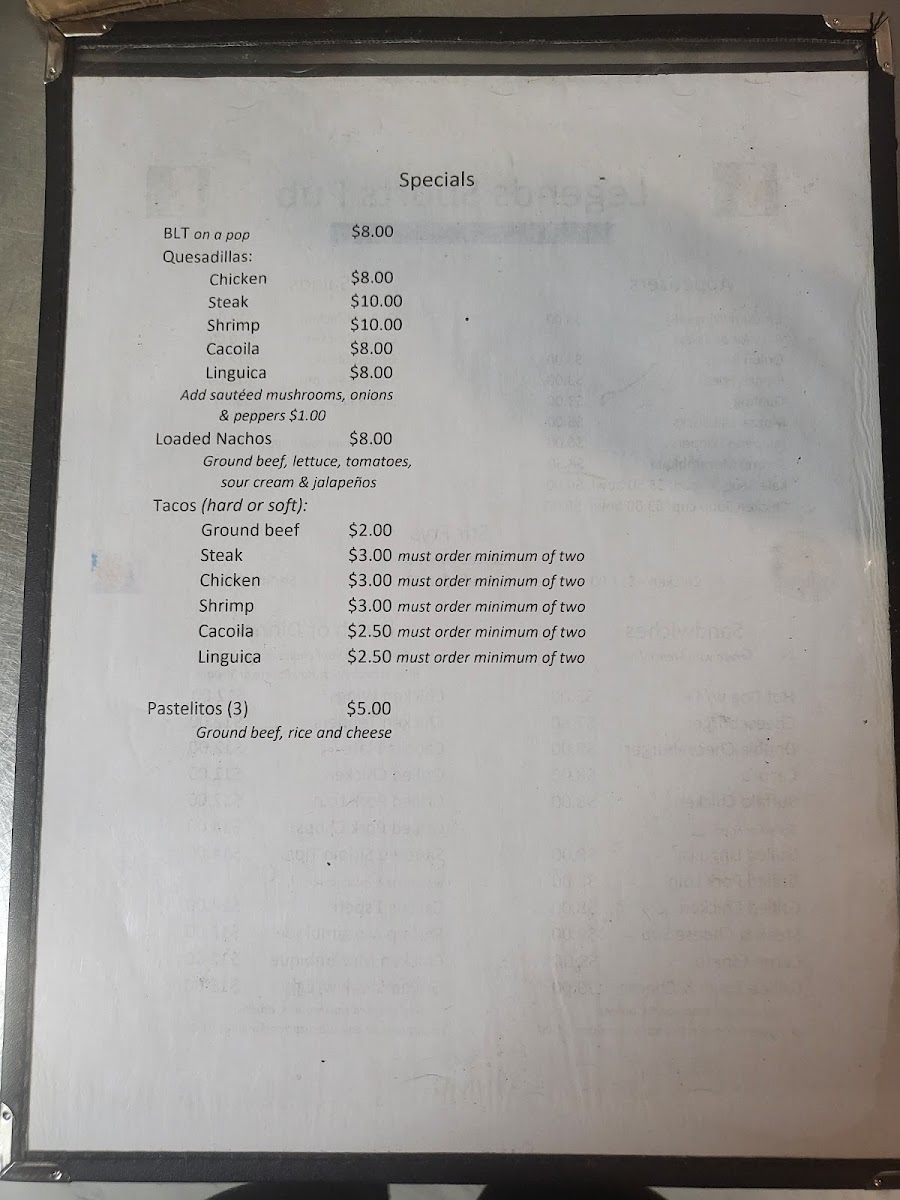 Specials
BLT on a pop $8.00
Quesadillas:
Chicken $8.00
Steak $10.00
Shrimp $10.00
Cacoila $8.00
Linguica $8.00
Add sautéed mushrooms, onions
& peppers $1.00
Loaded Nachos $8.00
Ground beef, lettuce, tomatoes,
sour cream & jalapeños
Tacos (hard or soft):
Ground beef $2.00
Steak $3.00 must order minimum of two
Chicken $3.00 must order minimum of two
Shrimp $3.00 must order minimum of two
Cacoila $2.50 must order minimum of two
Linguica $2.50 must order minimum of two
Pastelitos (3) $5.00
Ground beef, rice and cheese